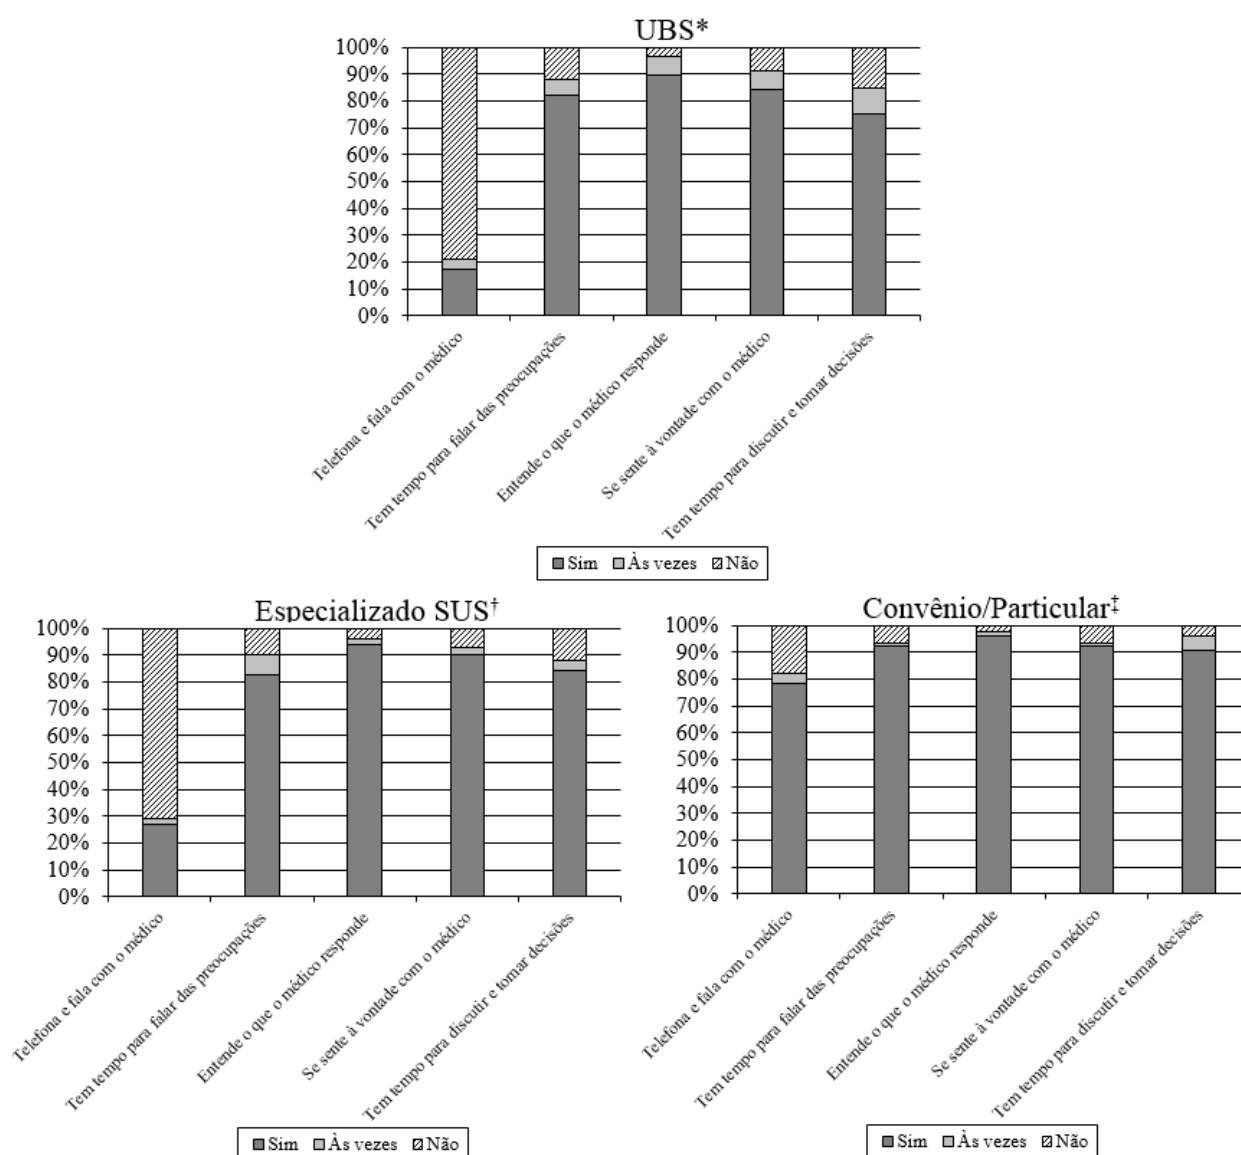 UBS*
100%
90%
80%
70%
60%
50%
40%
30%
20%
10%
0%
Telefona e fala com o médico
Tem tempo para falar das preocupações
Entende o que o médico responde
Se sente à vontade com o médico
Tem tempo para discutir e tomar decisões
Sim Às vezes Não
Especializado SUS†
100%
90%
80%
70%
60%
50%
40%
30%
20%
10%
0%
Telefona e fala com o médico
Tem tempo para falar das preocupações
Entende o que o médico responde
Se sente à vontade com o médico
Tem tempo para discutir e tomar decisões
Sim Às vezes Não
Convênio/Particular‡
100%
90%
80%
70%
60%
50%
40%
30%
20%
10%
0%
Telefona e fala com o médico
Tem tempo para falar das preocupações
Entende o que o médico responde
Se sente à vontade com o médico
Tem tempo para discutir e tomar decisões
Sim Às vezes Não